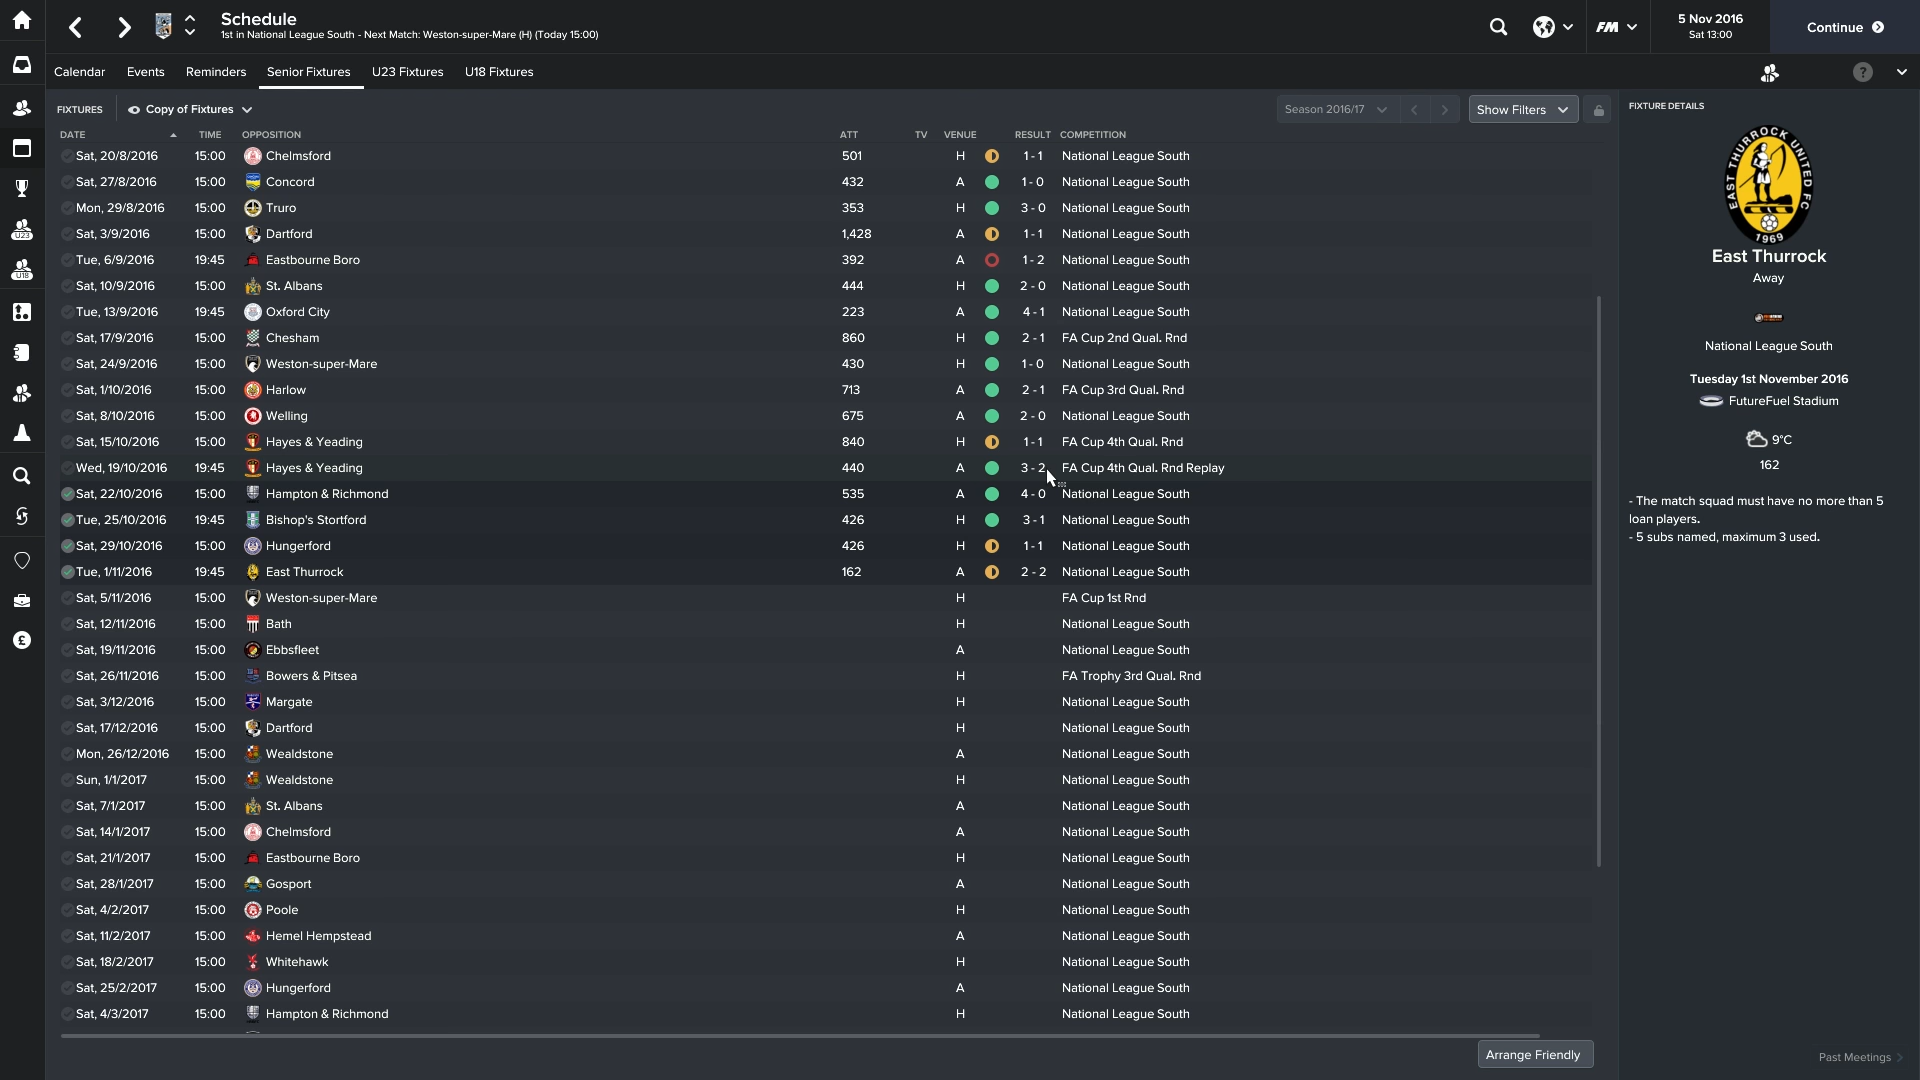 Schedule
1st in National League South - Next Match: Weston-super-Mare (H) (Today 15:00)
FM
5 Nov 2016
Sat 13:00
Continue
Calendar Events Reminders Senior Fixtures U23 Fixtures U18 Fixtures
?
FIXTURES Copy of Fixtures Season 2016/17 Show Filters
DATE TIME OPPOSITION ATT TV VENUE RESULT COMPETITION
Sat, 20/8/2016 15:00 Chelmsford 501 H 1 - 1 National League South
Sat, 27/8/2016 15:00 Concord 432 A 1 - 0 National League South
Mon, 29/8/2016 15:00 Truro 353 H 3 - 0 National League South
Sat, 3/9/2016 15:00 Dartford 1,428 A 1 - 1 National League South
Tue, 6/9/2016 19:45 Eastbourne Boro 392 A 1 - 2 National League South
Sat, 10/9/2016 15:00 St. Albans 444 H 2 - 0 National League South
Tue, 13/9/2016 19:45 Oxford City 223 A 4 - 1 National League South
Sat, 17/9/2016 15:00 Chesham 860 H 2 - 1 FA Cup 2nd Qual. Rnd
Sat, 24/9/2016 15:00 Weston-super-Mare 430 H 1 - 0 National League South
Sat, 1/10/2016 15:00 Harlow 713 A 2 - 1 FA Cup 3rd Qual. Rnd
Sat, 8/10/2016 15:00 Welling 675 A 2 - 0 National League South
Sat, 15/10/2016 15:00 Hayes & Yeading 840 H 1 - 1 FA Cup 4th Qual. Rnd
Wed, 19/10/2016 19:45 Hayes & Yeading 440 A 3 - 2 FA Cup 4th Qual. Rnd Replay
Sat, 22/10/2016 15:00 Hampton & Richmond 535 A 4 - 0 National League South
Tue, 25/10/2016 19:45 Bishop's Stortford 426 H 3 - 1 National League South
Sat, 29/10/2016 15:00 Hungerford 426 H 1 - 1 National League South
Tue, 1/11/2016 19:45 East Thurrock 162 A 2 - 2 National League South
Sat, 5/11/2016 15:00 Weston-super-Mare H FA Cup 1st Rnd
Sat, 12/11/2016 15:00 Bath H National League South
Sat, 19/11/2016 15:00 Ebbsfleet A National League South
Sat, 26/11/2016 15:00 Bowers & Pitsea H FA Trophy 3rd Qual. Rnd
Sat, 3/12/2016 15:00 Margate H National League South
Sat, 17/12/2016 15:00 Dartford H National League South
Mon, 26/12/2016 15:00 Wealdstone A National League South
Sun, 1/1/2017 15:00 Wealdstone H National League South
Sat, 7/1/2017 15:00 St. Albans A National League South
Sat, 14/1/2017 15:00 Chelmsford A National League South
Sat, 21/1/2017 15:00 Eastbourne Boro H National League South
Sat, 28/1/2017 15:00 Gosport A National League South
Sat, 4/2/2017 15:00 Poole H National League South
Sat, 11/2/2017 15:00 Hemel Hempstead A National League South
Sat, 18/2/2017 15:00 Whitehawk H National League South
Sat, 25/2/2017 15:00 Hungerford A National League South
Sat, 4/3/2017 15:00 Hampton & Richmond H National League South
Arrange Friendly
U23
U18
£
FIXTURE DETAILS
EAST THURROCK UNITED FC
1969
East Thurrock
Away
National League South
Tuesday 1st November 2016
FutureFuel Stadium
9°C
162
- The match squad must have no more than 5
loan players.
- 5 subs named, maximum 3 used.
Past Meetings